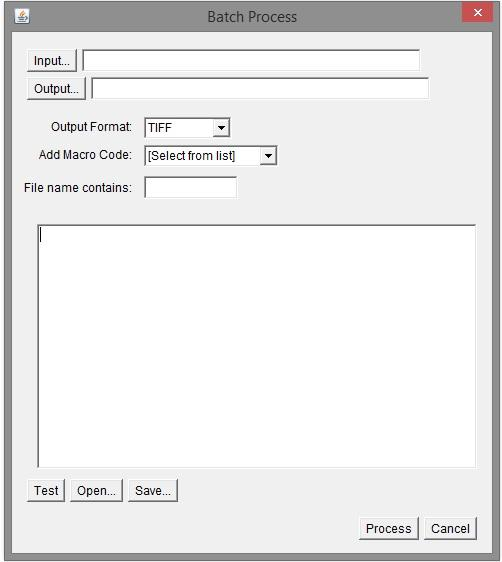 Batch Process
Input...
Output...
Output Format: TIFF
Add Macro Code: [Select from list]
File name contains:
Test Open... Save...
Process Cancel